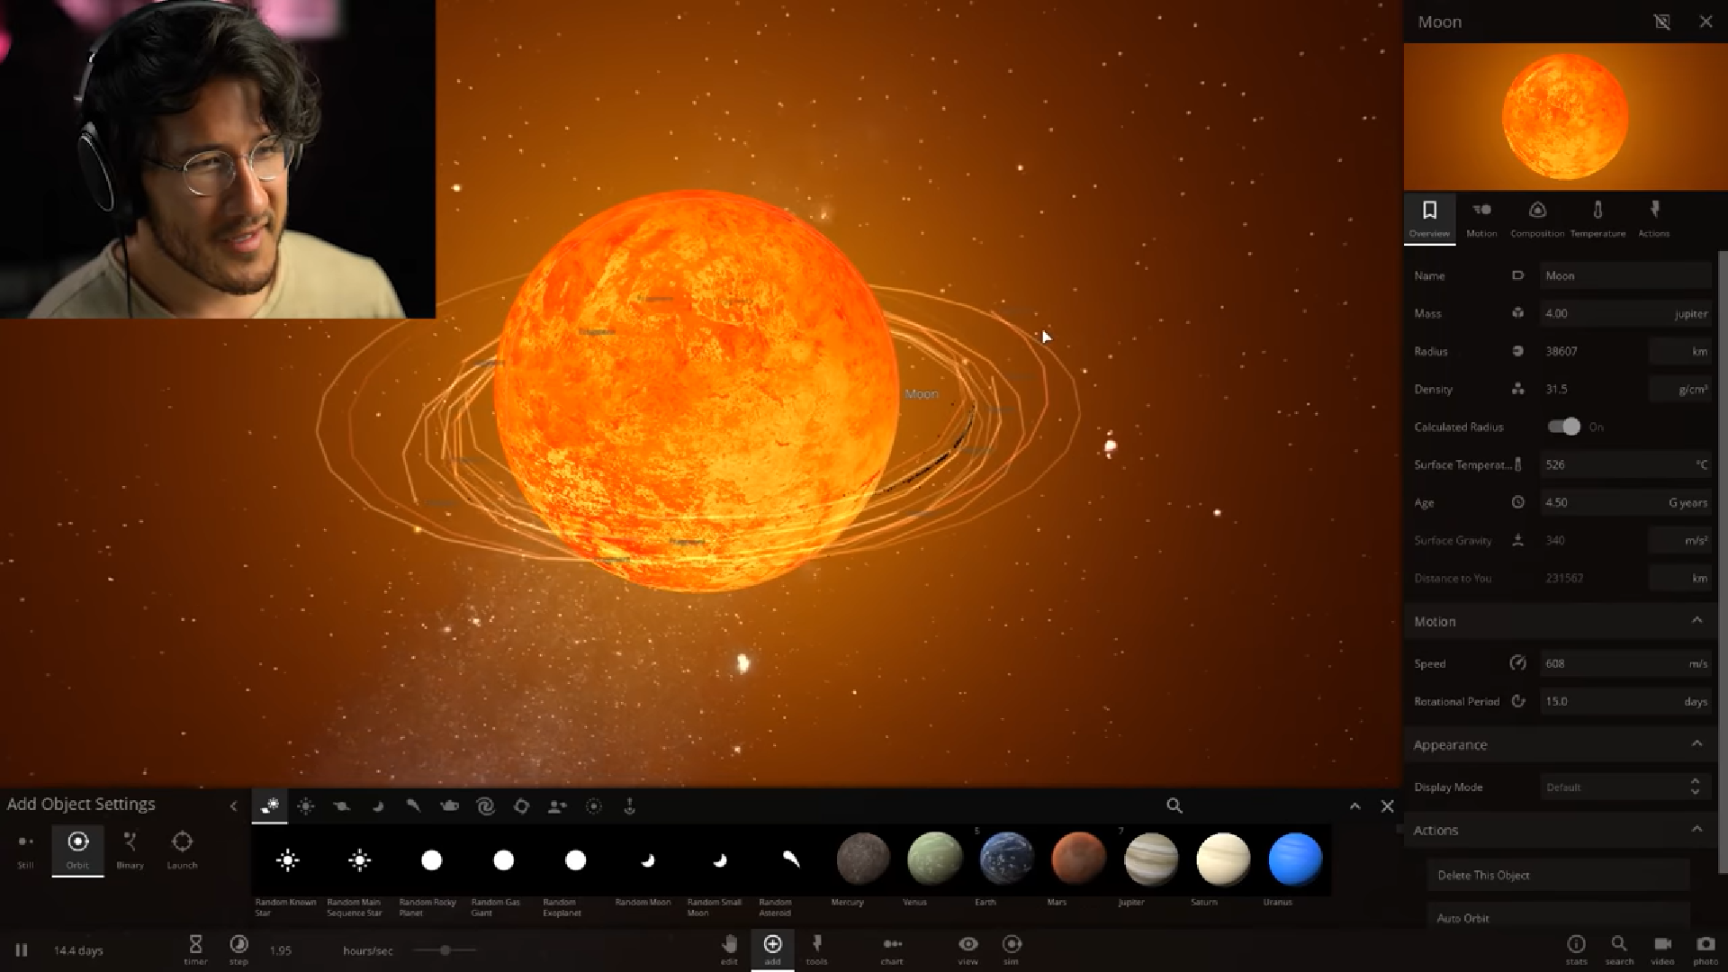 Moon
Overview
Motion
Composition
Temperature
Actions
Name
Moon
Mass
4.00
jupiter
Radius
38607
km
Density
31.5
g/cm³
Calculated Radius
On
Surface Temperat...
526
°C
Age
4.50
G years
Surface Gravity
340
m/s²
Distance to You
231567
km
Motion
Speed
608
m/s
Rotational Period
15.0
days
Appearance
Display Mode
Default
Actions
Delete This Object
Auto Orbit
Moon
Fragment
Fragment
Fragment
Add Object Settings
Still
Orbit
Binary
Launch
5
7
Random Known
Star
Random Main
Sequence Star
Random Rocky
Planet
Random Gas
Giant
Random
Exoplanet
Random Moon
Random Small
Moon
Random
Asteroid
Mercury
Venus
Earth
Mars
Jupiter
Saturn
Uranus
14.4 days
timer
step
1.95
hours/sec
edit
add
tools
chart
view
sim
stats
search
video
photo